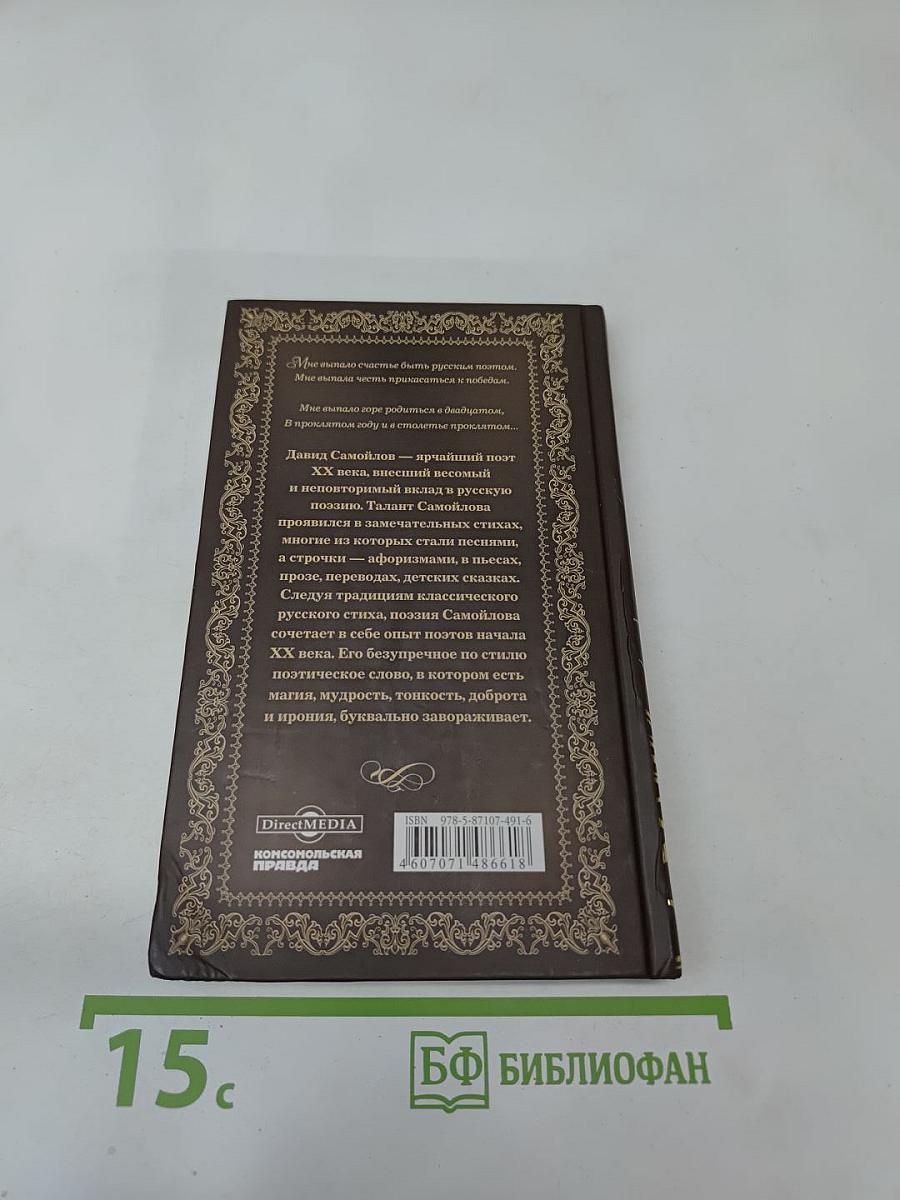 Мне выпало счастье быть русским поэтом.
Мне выпала честь прикасаться к победам.
Мне выпало горе родиться в двадцатом,
В проклятом году и в столетье проклятом...
Давид Самойлов — ярчайший поэт
XX века, внесший весомый
и неповторимый вклад в русскую
поэзию. Талант Самойлова
проявился в замечательных стихах,
многие из которых стали песнями,
а строчки — афоризмами, в пьесах,
прозе, переводах, детских сказках.
Следуя традициям классического
русского стиха, поэзия Самойлова
сочетает в себе опыт поэтов начала
XX века. Его безупречное по стилю
поэтическое слово, в котором есть
магия, мудрость, тонкость, доброта
и ирония, буквально завораживает.
DirectMEDIA
КОМСОМОЛЬСКАЯ
ПРАВДА
ISBN 978-5-87107-491-6
4607071486618
15 с
БФ БИБЛИОФАН